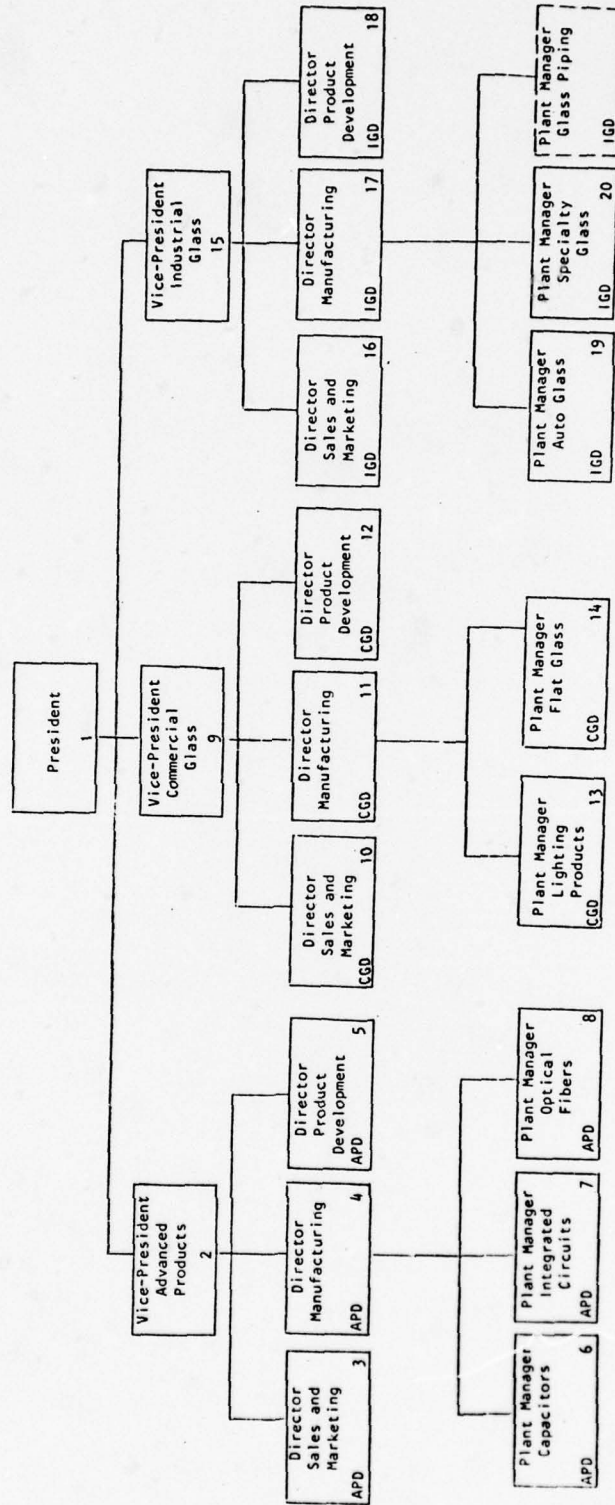 President
1
Vice-President
Advanced
Products
2
Vice-President
Commercial
Glass
9
Vice-President
Industrial
Glass
15
Director
Sales and
Marketing
APD 3
Director
Manufacturing
APD 4
Director
Product
Development
APD 5
Director
Sales and
Marketing
CGD 10
Director
Manufacturing
CGD 11
Director
Product
Development
CGD 12
Director
Sales and
Marketing
IGD 16
Director
Manufacturing
IGD 17
Director
Product
Development
IGD 18
Plant Manager
Capacitors
APD 6
Plant Manager
Integrated
Circuits
APD 7
Plant Manager
Optical
Fibers
APD 8
Plant Manager
Lighting
Products
CGD 13
Plant Manager
Flat Glass
CGD 14
Plant Manager
Auto Glass
IGD 19
Plant Manager
Specialty
Glass
IGD 20
Plant Manager
Glass Piping
IGD